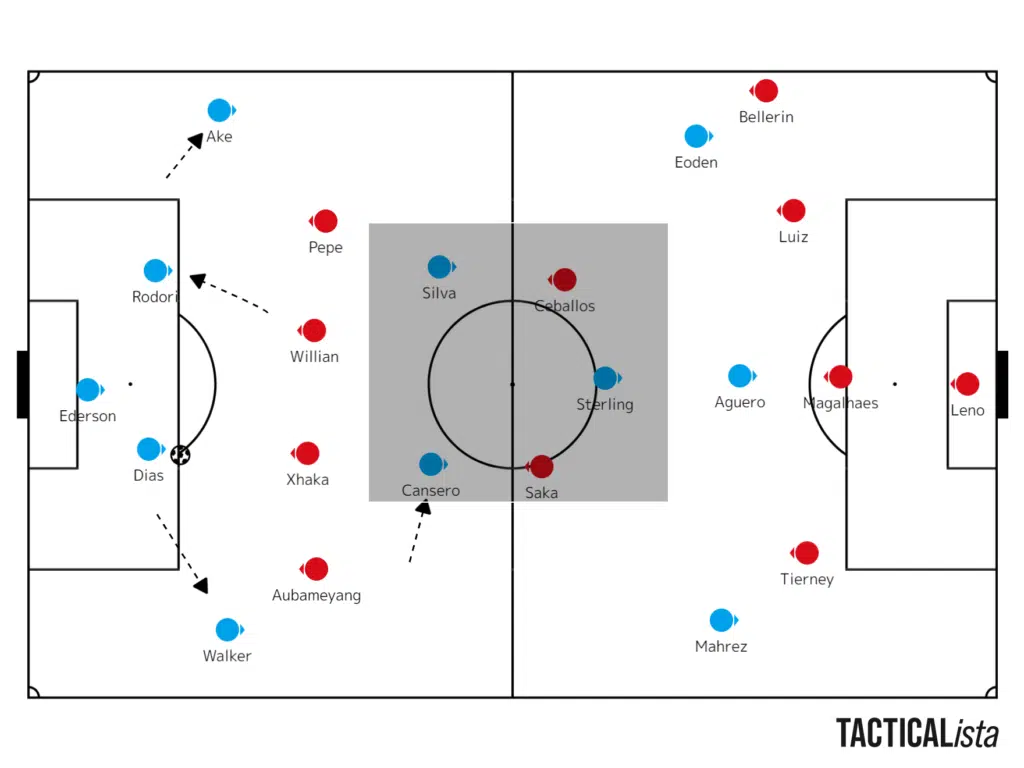 Bellerin
Ake
Eoden
Luiz
Pepe
Silva
Rodori
Ceballos
Willian
Sterling
Aguero
Magalhaes
Leno
Ederson
Dias
Xhaka
Cansero
Saka
Tierney
Aubameyang
Mahrez
Walker
TACTICALista